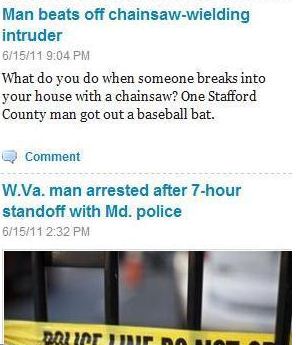 Man beats off chainsaw-wielding
intruder
6/15/11 9:04 PM
What do you do when someone breaks into
your house with a chainsaw? One Stafford
County man got out a baseball bat.
Comment
W.Va. man arrested after 7-hour
standoff with Md. police
6/15/11 2:32 PM
POLICE LINE DO NOT